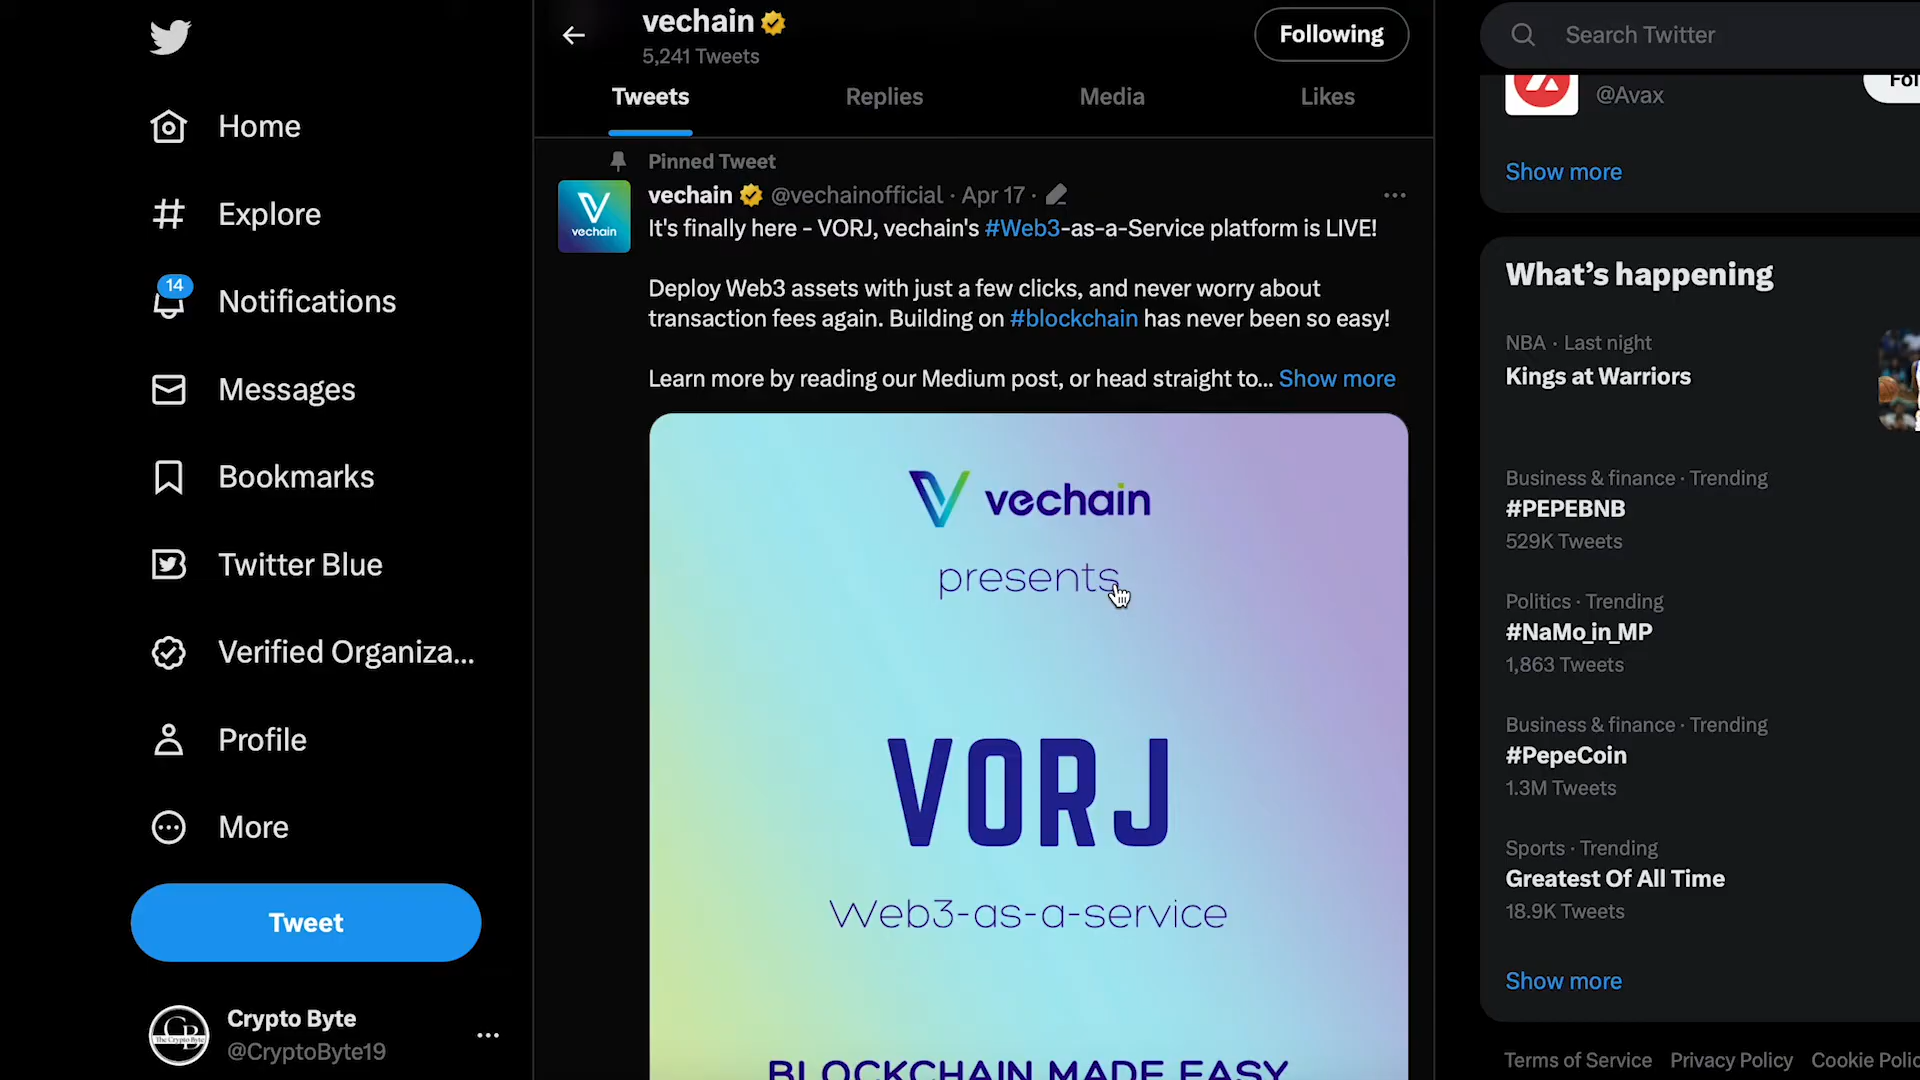 Home
Explore
14
Notifications
Messages
Bookmarks
Twitter Blue
Verified Organiza...
Profile
More
Tweet
Crypto Byte
@CryptoByte19
vechain
5,241 Tweets
Following
Tweets
Replies
Media
Likes
Pinned Tweet
vechain @vechainofficial · Apr 17 ·
It's finally here - VORJ, vechain's #Web3-as-a-Service platform is LIVE!
Deploy Web3 assets with just a few clicks, and never worry about
transaction fees again. Building on #blockchain has never been so easy!
Learn more by reading our Medium post, or head straight to... Show more
vechain
vechain
presents
VORJ
Web3-as-a-service
BLOCKCHAIN MADE EASY
Search Twitter
@Avax
Fol
Show more
What's happening
NBA · Last night
Kings at Warriors
Business & finance · Trending
#PEPEBNB
529K Tweets
Politics · Trending
#NaMo_in_MP
1,863 Tweets
Business & finance · Trending
#PepeCoin
1.3M Tweets
Sports · Trending
Greatest Of All Time
18.9K Tweets
Show more
Terms of Service Privacy Policy Cookie Polic